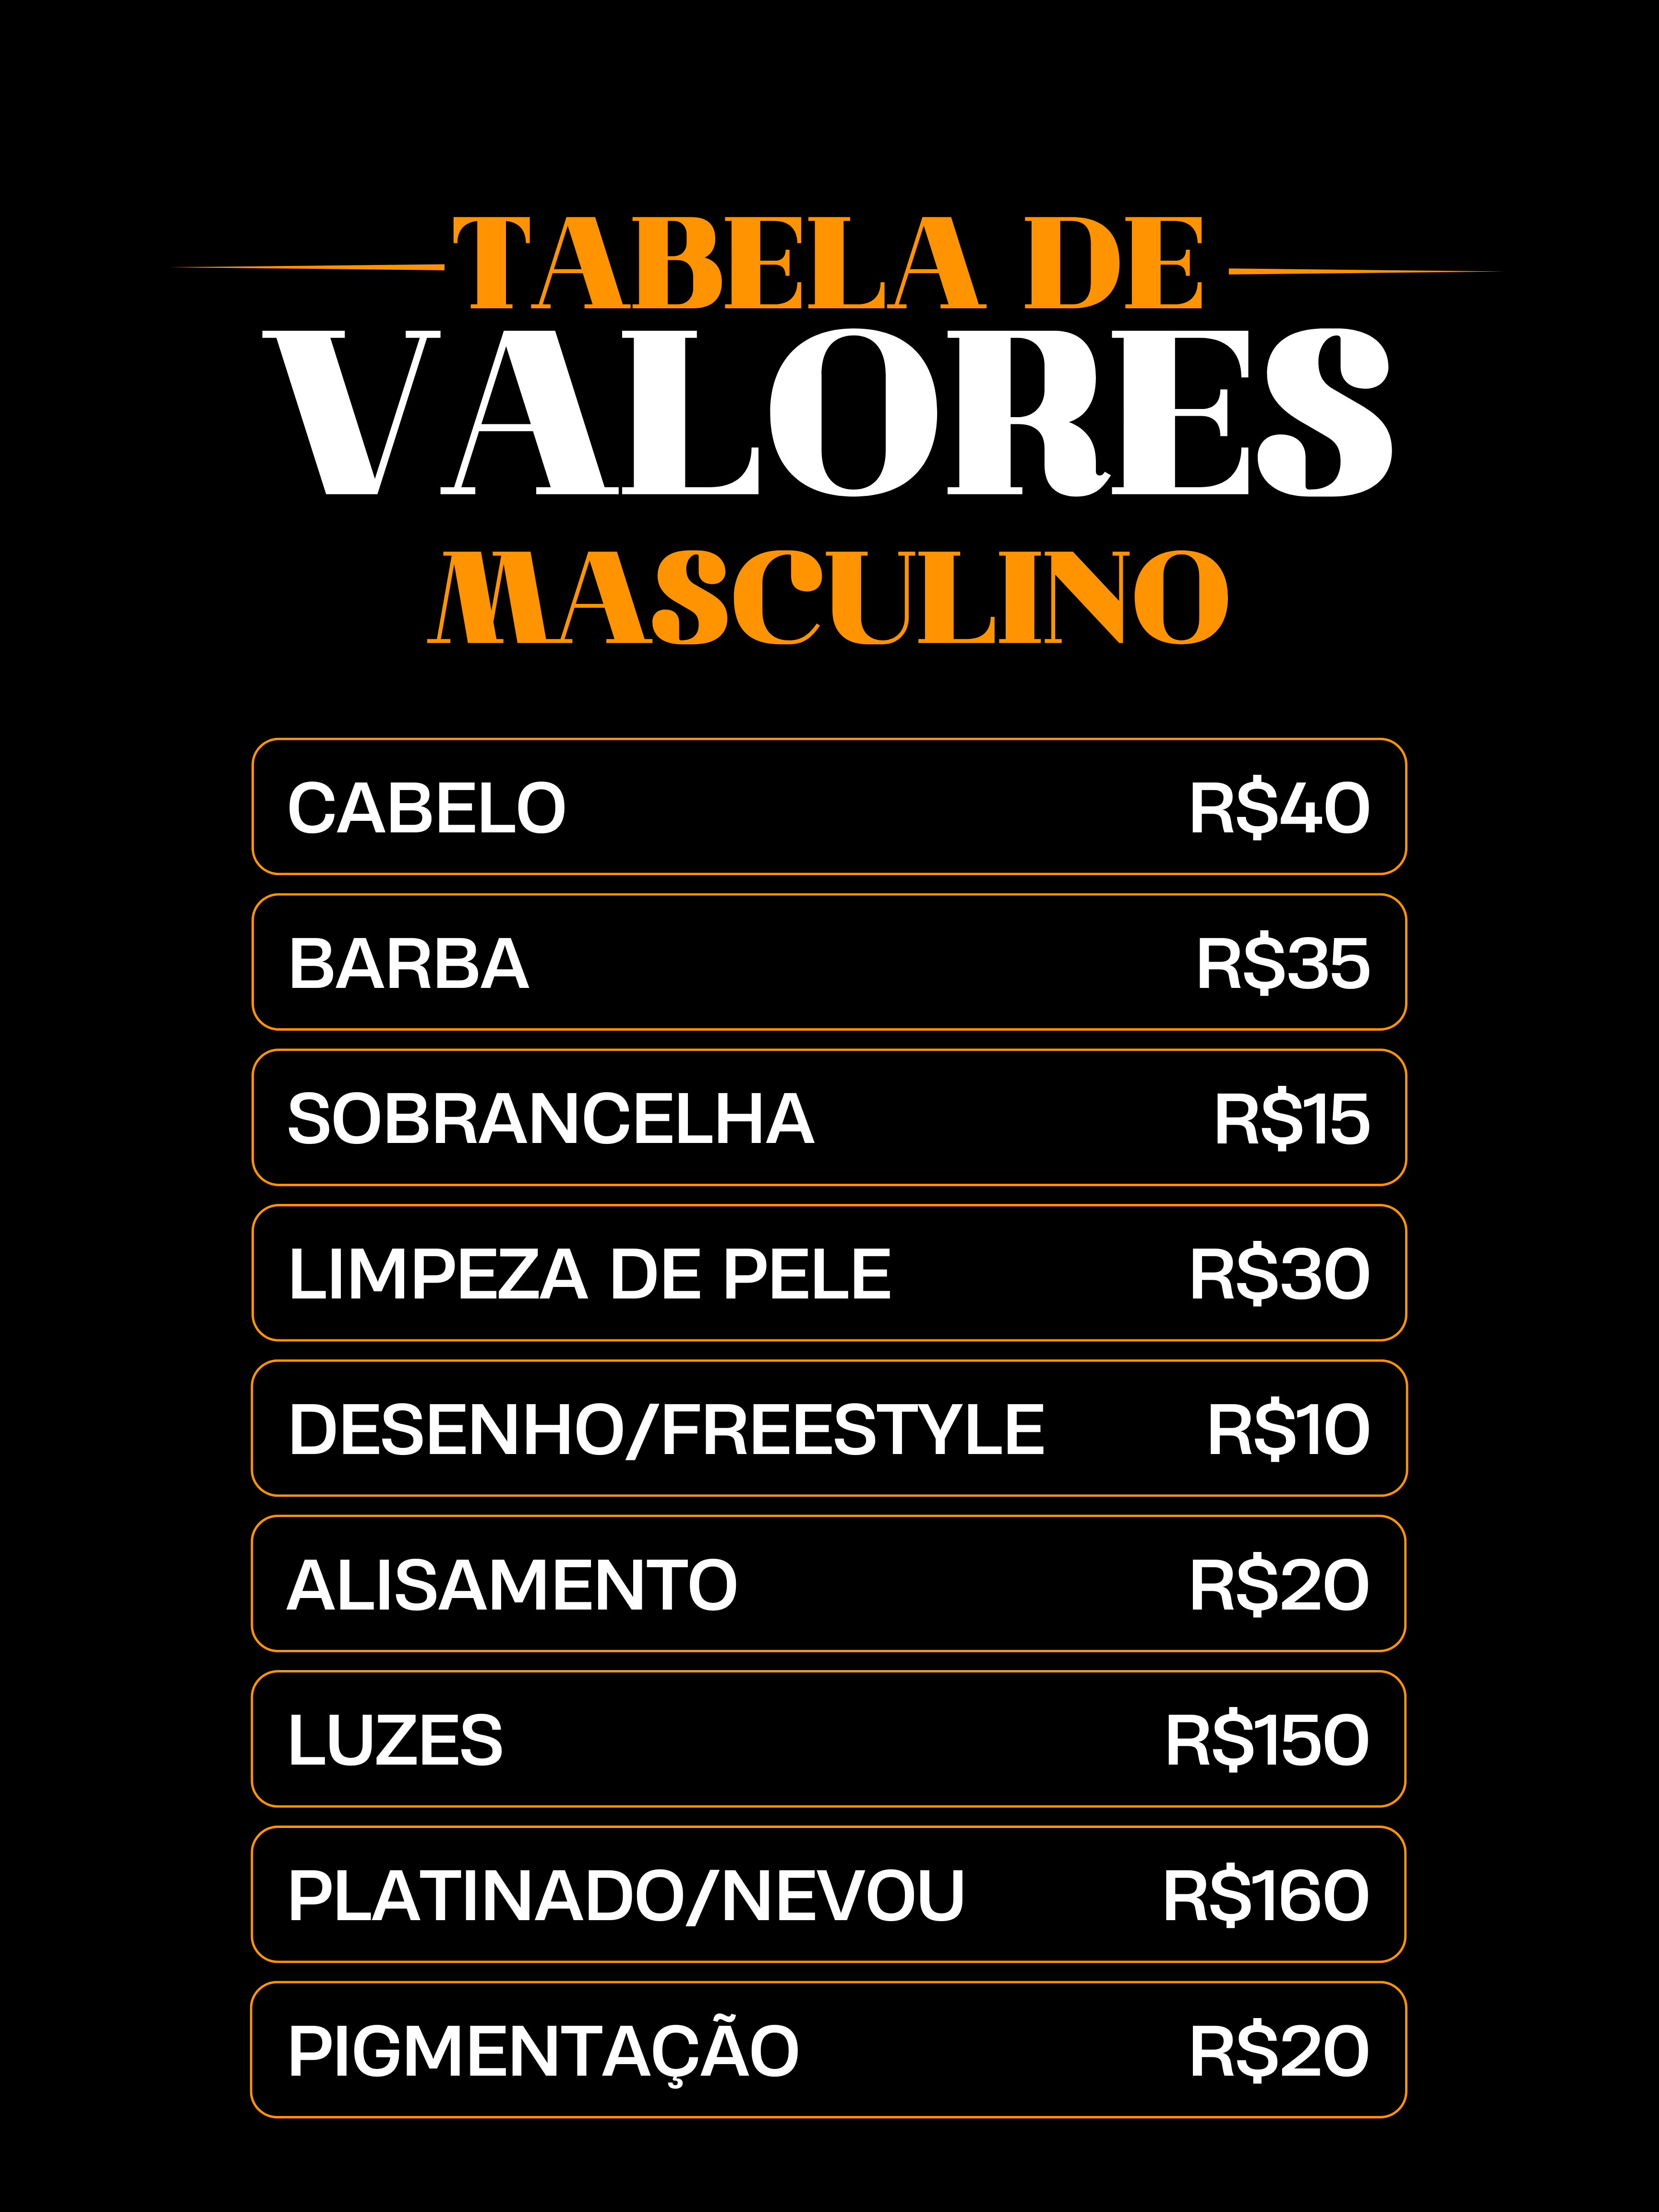 TABELA DE
VALORES
MASCULINO
CABELO R$40
BARBA R$35
SOBRANCELHA R$15
LIMPEZA DE PELE R$30
DESENHO/FREESTYLE R$10
ALISAMENTO R$20
LUZES R$150
PLATINADO/NEVOU R$160
PIGMENTAÇÃO R$20